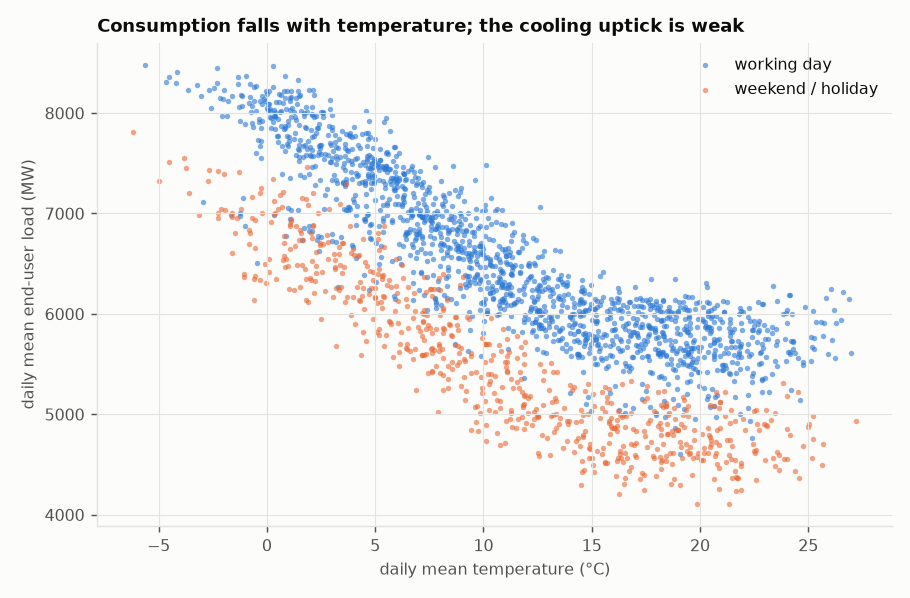 Consumption falls with temperature; the cooling uptick is weak
working day
weekend / holiday
daily mean end-user load (MW)
8000
7000
6000
5000
4000
−5
0
5
10
15
20
25
daily mean temperature (°C)